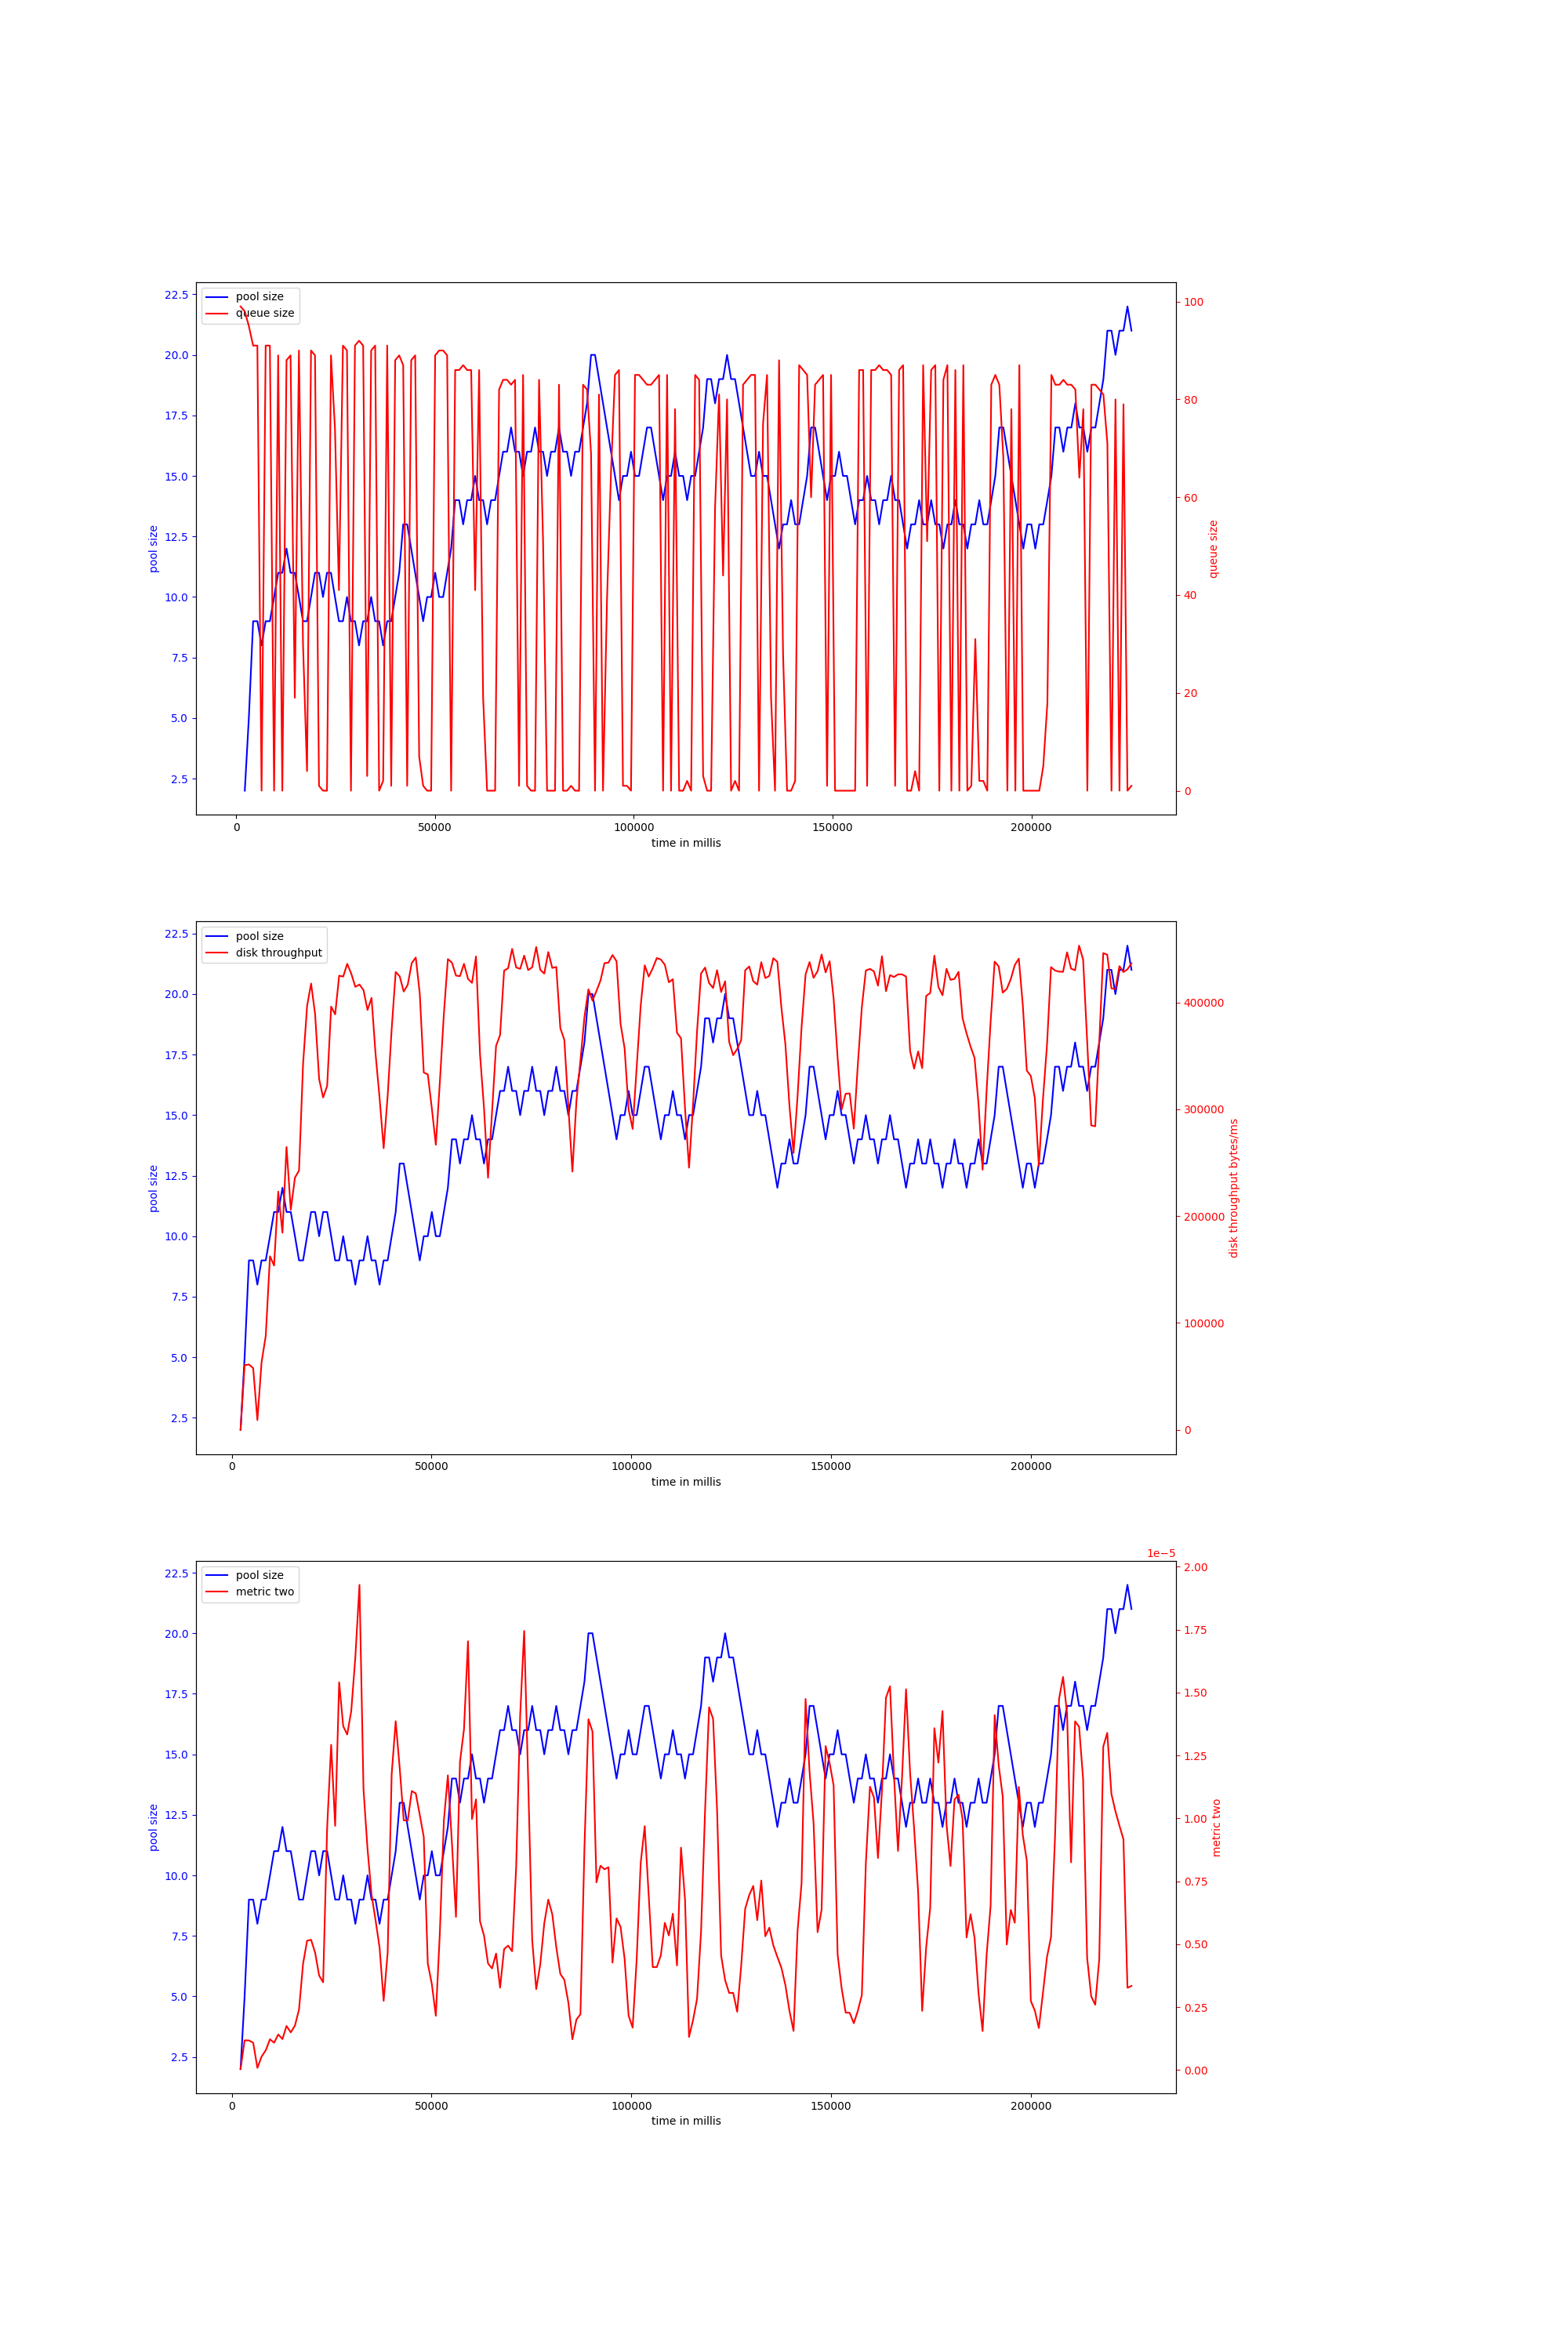 pool size
queue size
22.5
20.0
17.5
15.0
12.5
10.0
7.5
5.0
2.5
pool size
100
80
60
40
20
0
queue size
0 50000 100000 150000 200000
time in millis
pool size
disk throughput
22.5
20.0
17.5
15.0
12.5
10.0
7.5
5.0
2.5
pool size
400000
300000
200000
100000
0
disk throughput bytes/ms
0 50000 100000 150000 200000
time in millis
1e−5
pool size
metric two
22.5
20.0
17.5
15.0
12.5
10.0
7.5
5.0
2.5
pool size
2.00
1.75
1.50
1.25
1.00
0.75
0.50
0.25
0.00
metric two
0 50000 100000 150000 200000
time in millis